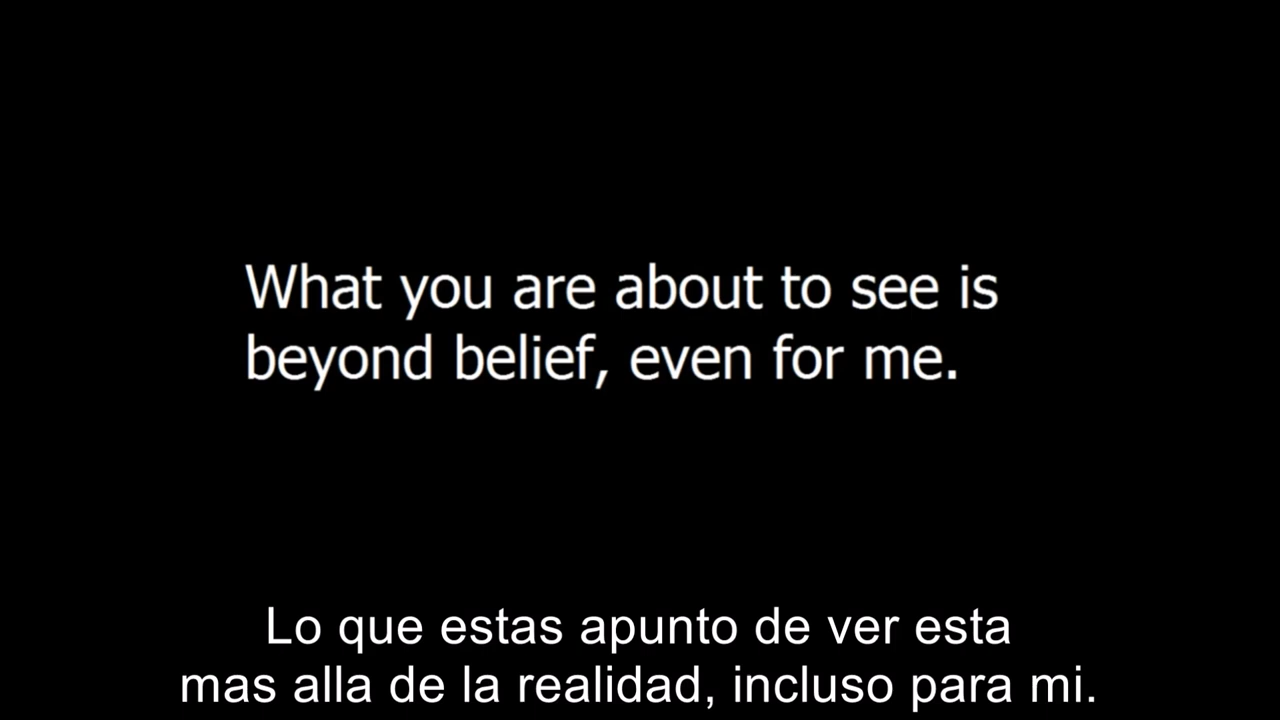 What you are about to see is
beyond belief, even for me.
Lo que estas apunto de ver esta
mas alla de la realidad, incluso para mi.